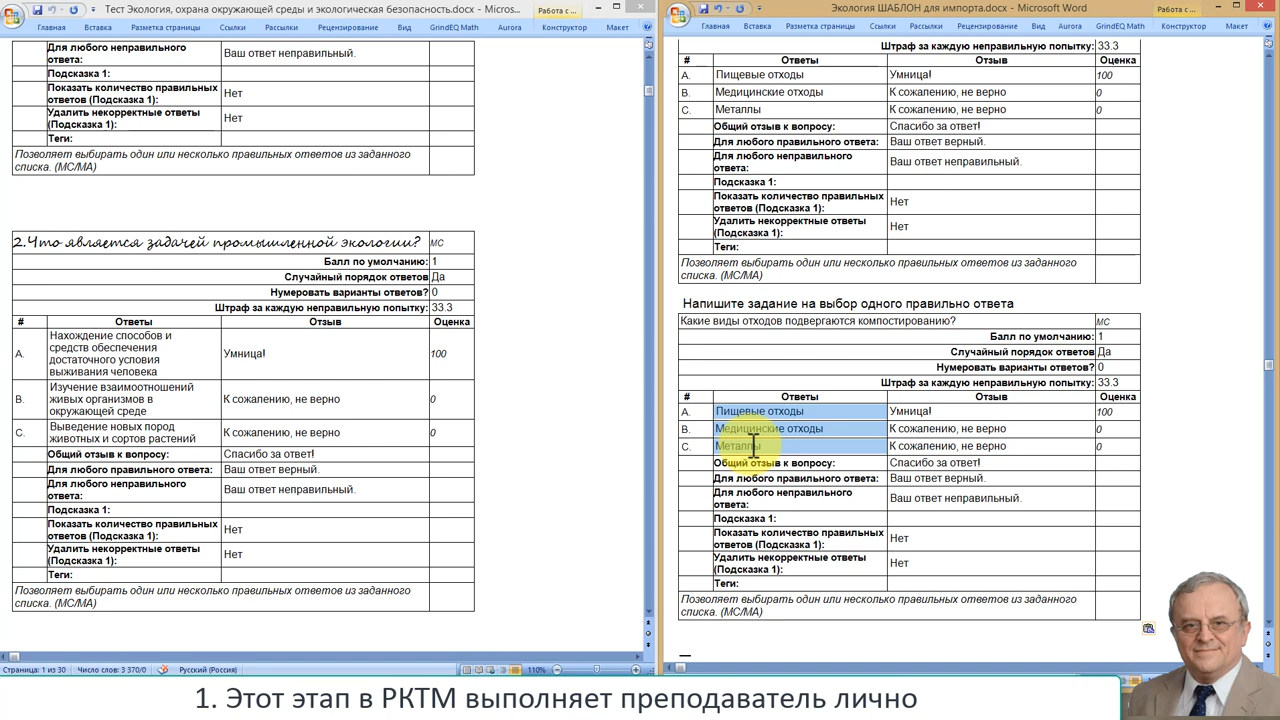 Тест Экология, охрана окружающей среды и экологическая безопасность.docx
Работа с ...
Главная Вставка Разметка страницы Ссылки Рассылки Рецензирование Вид GrindEQ Math Aurora Конструктор Макет
Для любого неправильного
ответа:
Ваш ответ неправильный.
Подсказка 1:
Показать количество правильных
ответов (Подсказка 1):
Нет
Удалить некорректные ответы
(Подсказка 1):
Нет
Теги:
Позволяет выбирать один или несколько правильных ответов из заданного
списка. (МС/МА)
2.Что является задачей промышленной экологии? МС
Балл по умолчанию: 1
Случайный порядок ответов Да
Нумеровать варианты ответов? 0
Штраф за каждую неправильную попытку: 33.3
# Ответы Отзыв Оценка
A. Нахождение способов и
средств обеспечения
достаточного условия
выживания человека
Умница! 100
B. Изучение взаимоотношений
живых организмов в
окружающей среде
К сожалению, не верно 0
C. Выведение новых пород
животных и сортов растений
К сожалению, не верно 0
Общий отзыв к вопросу: Спасибо за ответ!
Для любого правильного ответа: Ваш ответ верный.
Для любого неправильного
ответа:
Ваш ответ неправильный.
Подсказка 1:
Показать количество правильных
ответов (Подсказка 1):
Нет
Удалить некорректные ответы
(Подсказка 1):
Нет
Теги:
Позволяет выбирать один или несколько правильных ответов из заданного
списка. (МС/МА)
Страница: 1 из 30 Число слов: 3 370/0 Русский (Россия) 110%
Экология ШАБЛОН для импорта.docx - Microsoft Word
Работа с ...
Главная Вставка Разметка страницы Ссылки Рассылки Рецензирование Вид GrindEQ Math Aurora Конструктор Макет
Штраф за каждую неправильную попытку: 33.3
# Ответы Отзыв Оценка
A. Пищевые отходы Умница! 100
B. Медицинские отходы К сожалению, не верно 0
C. Металлы К сожалению, не верно 0
Общий отзыв к вопросу: Спасибо за ответ!
Для любого правильного ответа: Ваш ответ верный.
Для любого неправильного
ответа:
Ваш ответ неправильный.
Подсказка 1:
Показать количество правильных
ответов (Подсказка 1):
Нет
Удалить некорректные ответы
(Подсказка 1):
Нет
Теги:
Позволяет выбирать один или несколько правильных ответов из заданного
списка. (МС/МА)
Напишите задание на выбор одного правильно ответа
Какие виды отходов подвергаются компостированию? МС
Балл по умолчанию: 1
Случайный порядок ответов Да
Нумеровать варианты ответов? 0
Штраф за каждую неправильную попытку: 33.3
# Ответы Отзыв Оценка
A. Пищевые отходы Умница! 100
B. Медицинские отходы К сожалению, не верно 0
C. Металлы К сожалению, не верно 0
Общий отзыв к вопросу: Спасибо за ответ!
Для любого правильного ответа: Ваш ответ верный.
Для любого неправильного
ответа:
Ваш ответ неправильный.
Подсказка 1:
Показать количество правильных
ответов (Подсказка 1):
Нет
Удалить некорректные ответы
(Подсказка 1):
Нет
Теги:
Позволяет выбирать один или несколько правильных ответов из заданного
списка. (МС/МА)
1. Этот этап в РКТМ выполняет преподаватель лично